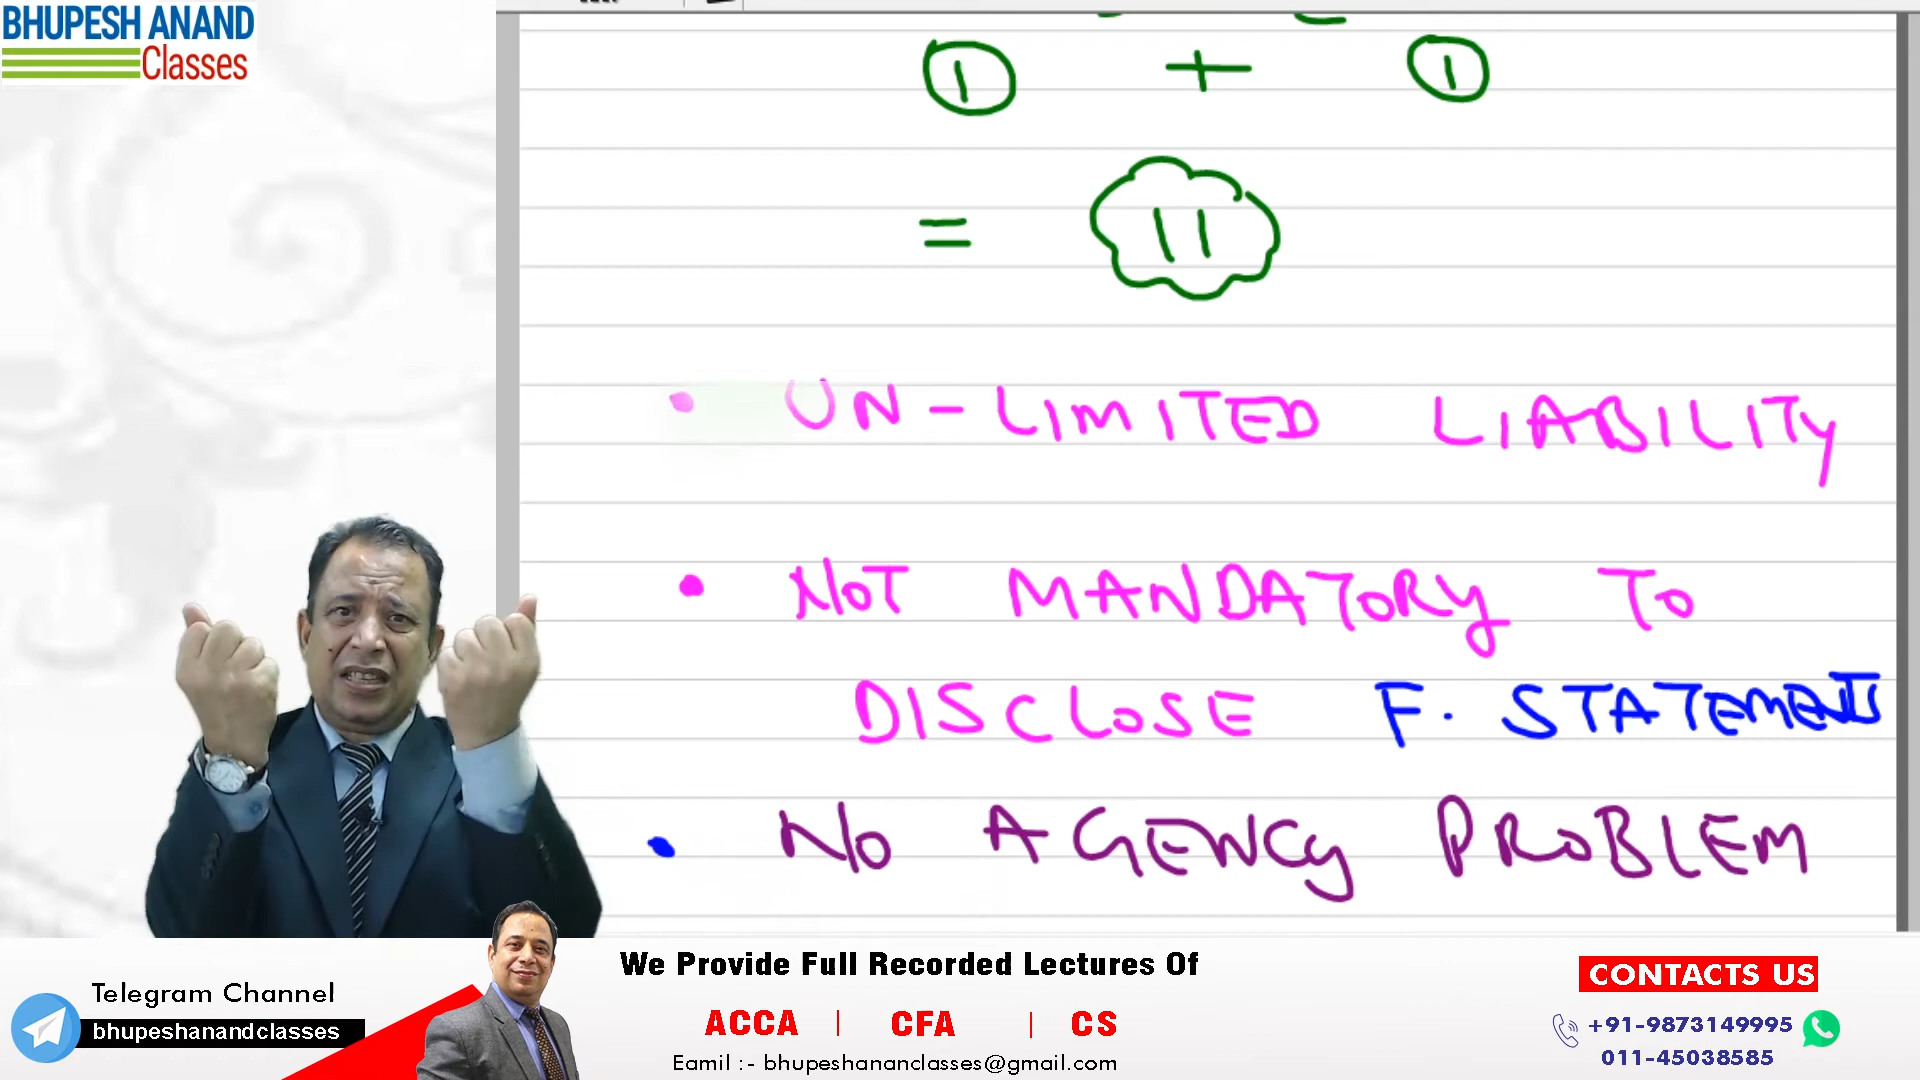 BHUPESH ANAND
Classes
1 + 1
= 11
• UN-LIMITED LIABILITY
• NOT MANDATORY TO
DISCLOSE F. STATEMENTS
• NO AGENCY PROBLEM
Telegram Channel
bhupeshanandclasses
We Provide Full Recorded Lectures Of
ACCA | CFA | CS
Eamil :- bhupeshananclasses@gmail.com
CONTACTS US
+91-9873149995
011-45038585